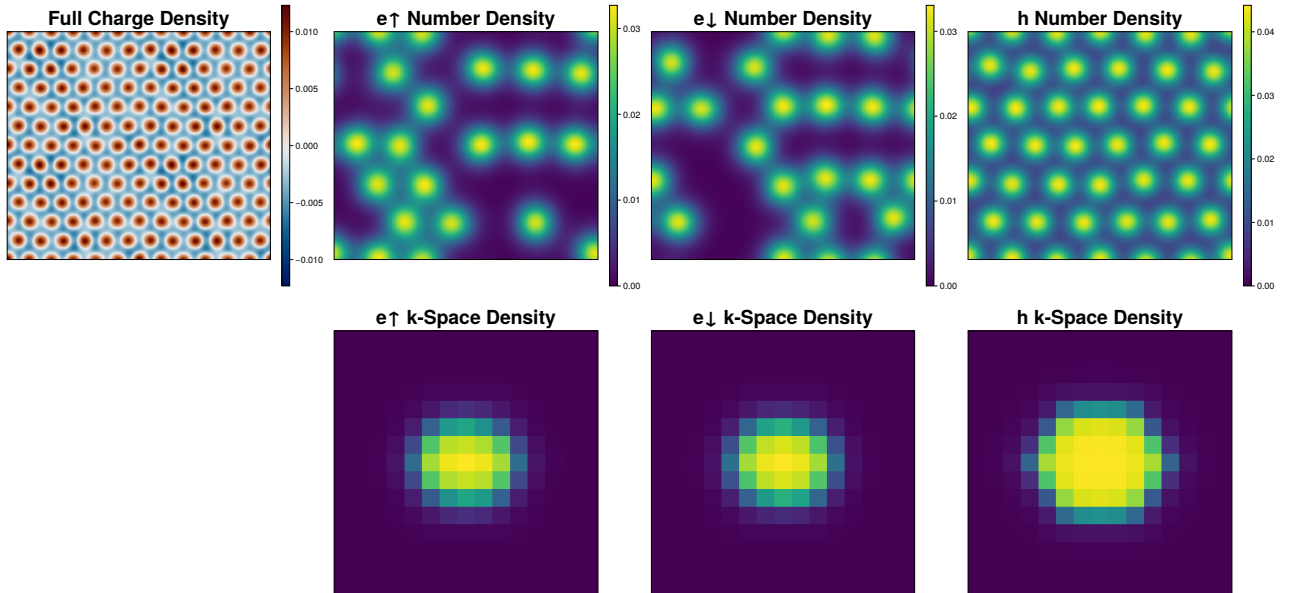 Full Charge Density
0.010
0.005
0.000
−0.005
−0.010
e↑ Number Density
0.03
0.02
0.01
0.00
e↓ Number Density
0.03
0.02
0.01
0.00
h Number Density
0.04
0.03
0.02
0.01
0.00
e↑ k-Space Density
e↓ k-Space Density
h k-Space Density